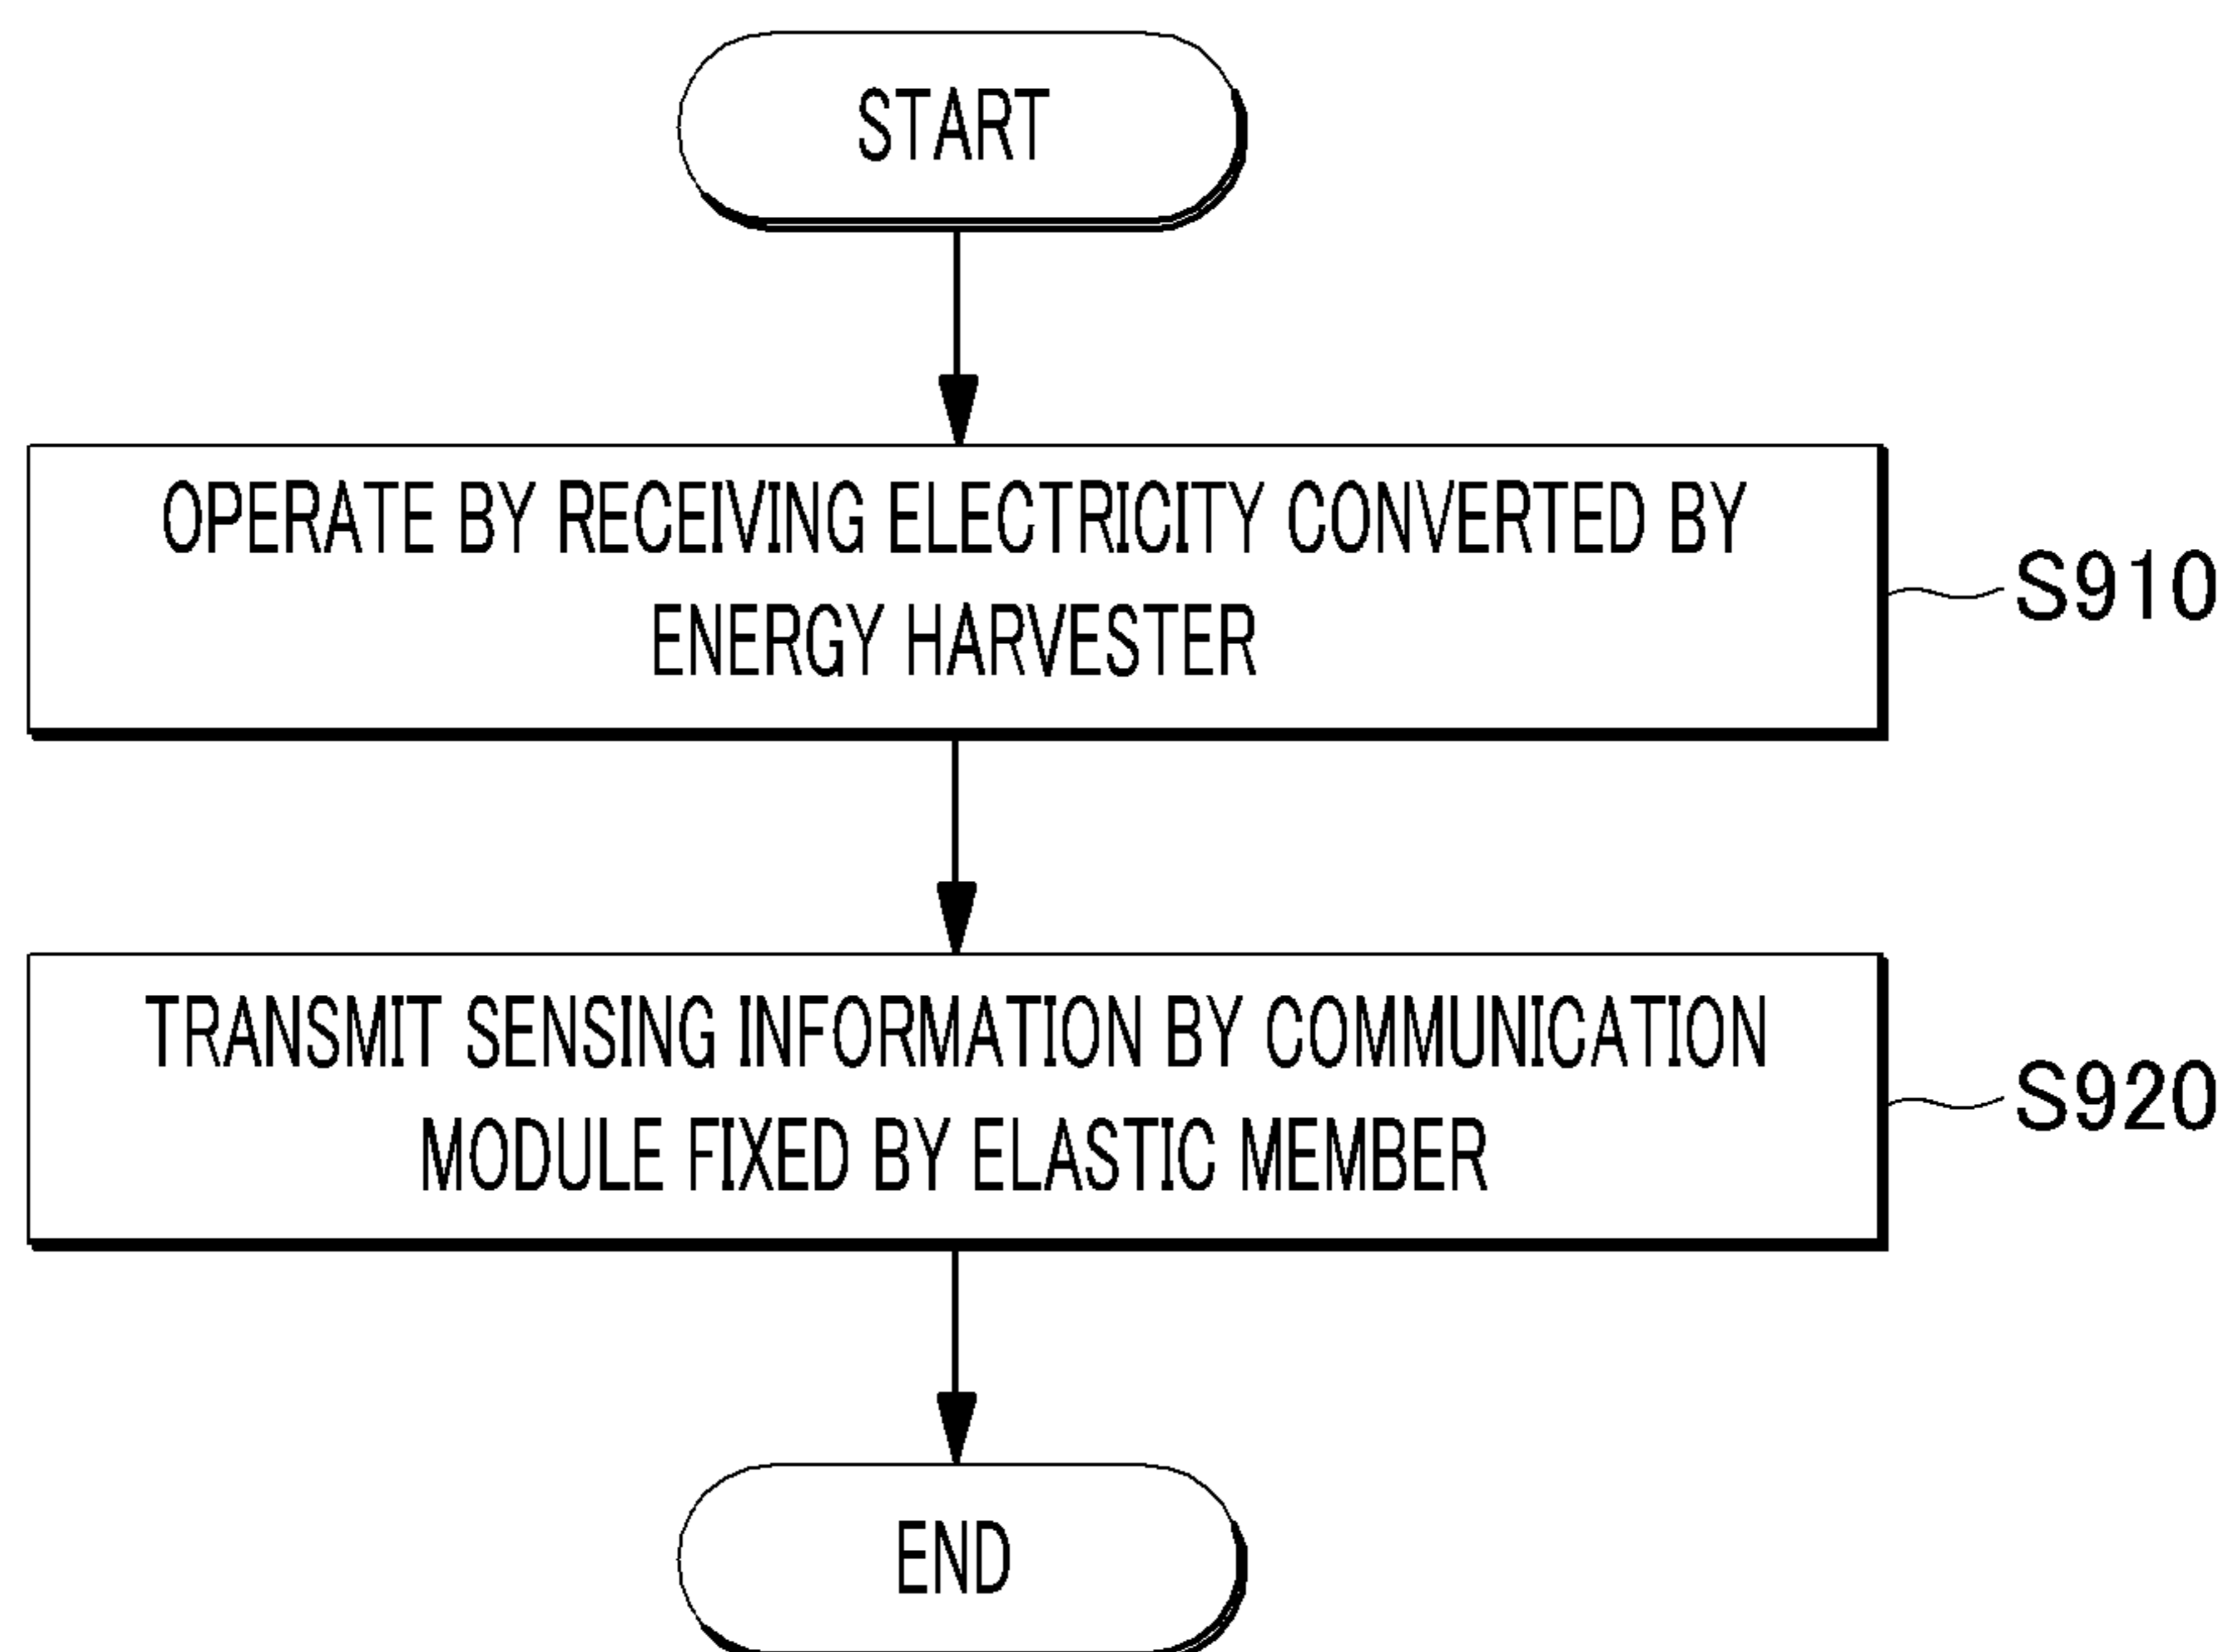 START
OPERATE BY RECEIVING ELECTRICITY CONVERTED BY
ENERGY HARVESTER
S910
TRANSMIT SENSING INFORMATION BY COMMUNICATION
MODULE FIXED BY ELASTIC MEMBER
S920
END